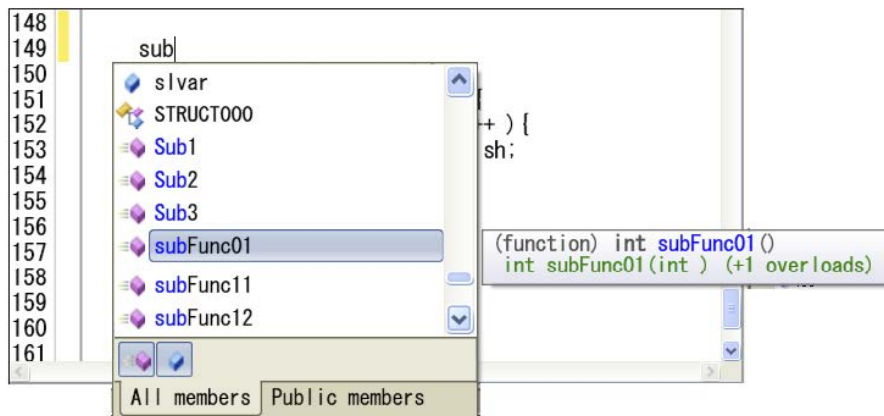 148
149 sub
150
151 {
152 ++ ) {
153 sh;
154
155
156
157
158
159
160
161
slvar
STRUCT000
Sub1
Sub2
Sub3
subFunc01
subFunc11
subFunc12
(function) int subFunc01()
int subFunc01(int ) (+1 overloads)
All members Public members